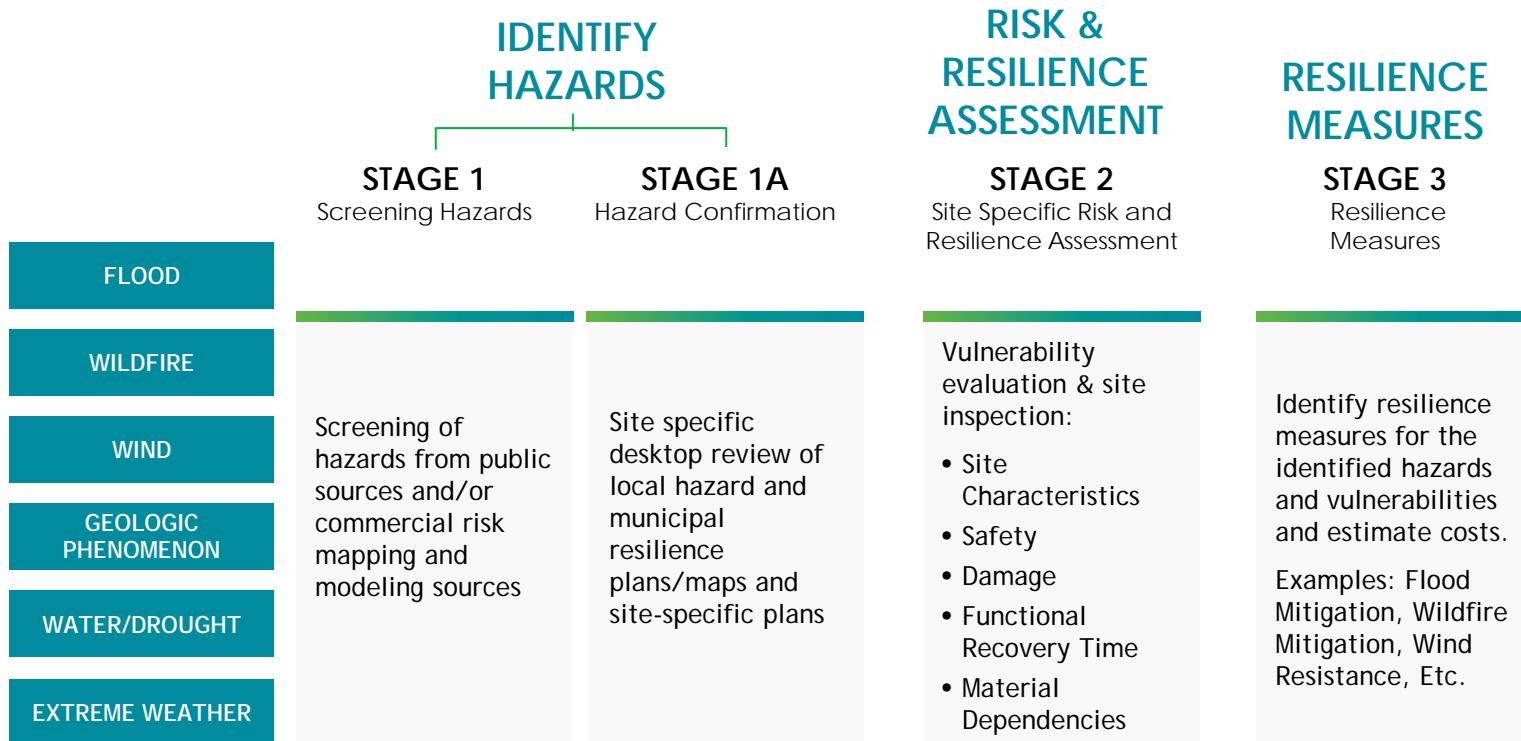 IDENTIFY
HAZARDS
RISK &
RESILIENCE
ASSESSMENT
RESILIENCE
MEASURES
STAGE 1
Screening Hazards
STAGE 1A
Hazard Confirmation
STAGE 2
Site Specific Risk and
Resilience Assessment
STAGE 3
Resilience
Measures
FLOOD
WILDFIRE
WIND
GEOLOGIC
PHENOMENON
WATER/DROUGHT
EXTREME WEATHER
Screening of
hazards from public
sources and/or
commercial risk
mapping and
modeling sources
Site specific
desktop review of
local hazard and
municipal
resilience
plans/maps and
site-specific plans
Vulnerability
evaluation & site
inspection:
• Site
Characteristics
• Safety
• Damage
• Functional
Recovery Time
• Material
Dependencies
Identify resilience
measures for the
identified hazards
and vulnerabilities
and estimate costs.
Examples: Flood
Mitigation, Wildfire
Mitigation, Wind
Resistance, Etc.